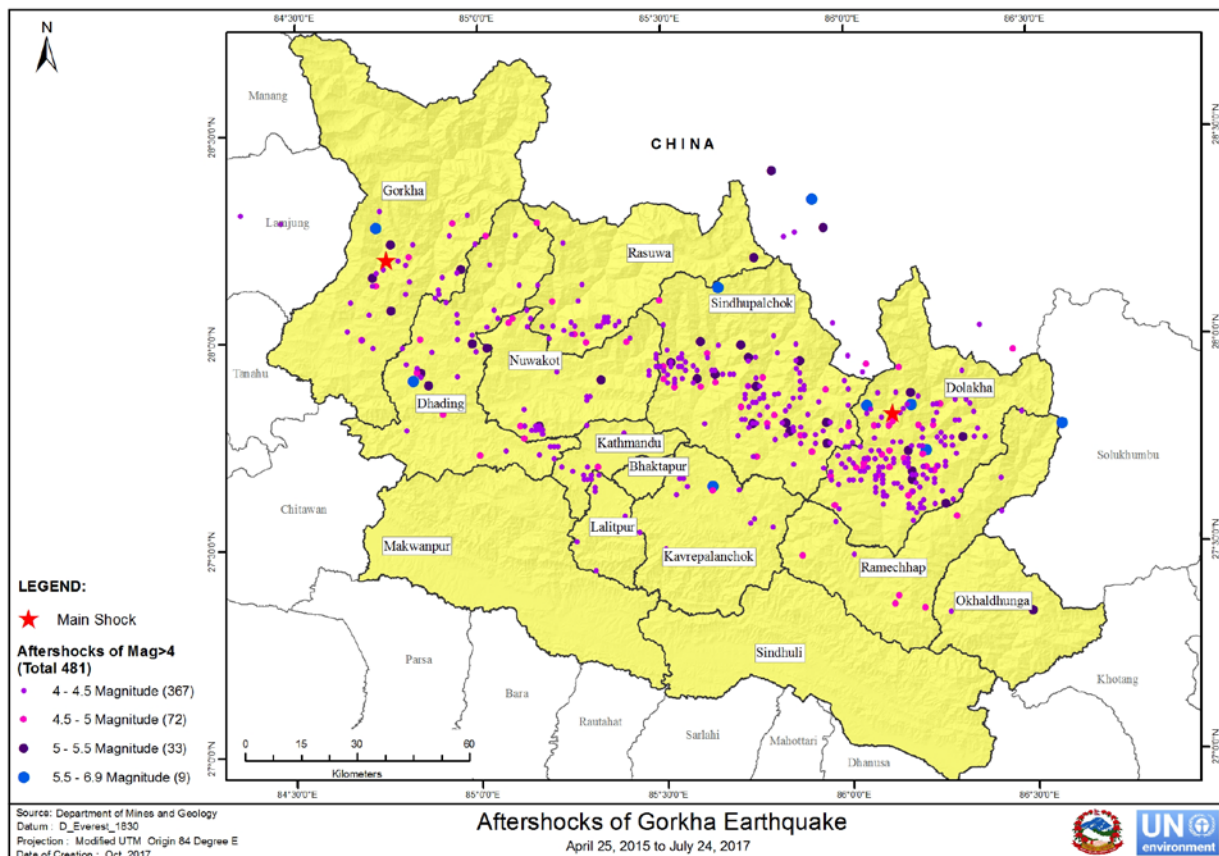 84°30'0"E 85°0'0"E 85°30'0"E 86°0'0"E 86°30'0"E
N
Manang
28°30'0"N
28°30'0"N
CHINA
Gorkha
Lamjung
Rasuwa
Sindhupalchok
28°0'0"N
28°0'0"N
Nuwakot
Tanahu
Dhading
Dolakha
Kathmandu
Bhaktapur
Solukhumbu
Chitawan
Lalitpur
Makwanpur
Kavrepalanchok
27°30'0"N
27°30'0"N
Ramechhap
Okhaldhunga
Sindhuli
Parsa
Bara
Rautahat
Sarlahi
Mahottari
Dhanusa
Khotang
27°0'0"N
27°0'0"N
LEGEND:
Main Shock
Aftershocks of Mag>4
(Total 481)
4 - 4.5 Magnitude (367)
4.5 - 5 Magnitude (72)
5 - 5.5 Magnitude (33)
5.5 - 6.9 Magnitude (9)
0 15 30 60
Kilometers
84°30'0"E 85°0'0"E 85°30'0"E 86°0'0"E 86°30'0"E
Source: Department of Mines and Geology
Datum : D_Everest_1830
Projection : Modified UTM Origin 84 Degree E
Date of Creation : Oct, 2017
Aftershocks of Gorkha Earthquake
April 25, 2015 to July 24, 2017
UN
environment